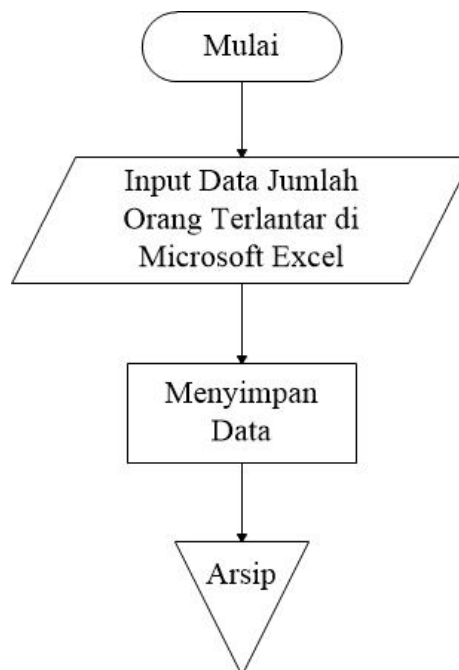 Mulai
Input Data Jumlah
Orang Terlantar di
Microsoft Excel
Menyimpan
Data
Arsip